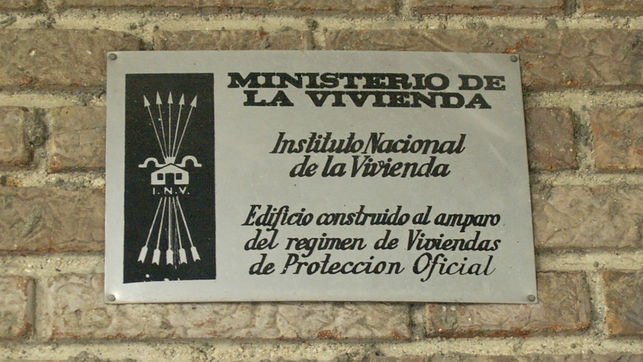 MINISTERIO DE
LA VIVIENDA
Instituto Nacional
de la Vivienda
I.N.V.
Edificio construido al amparo
del regimen de Viviendas
de Proteccion Oficial